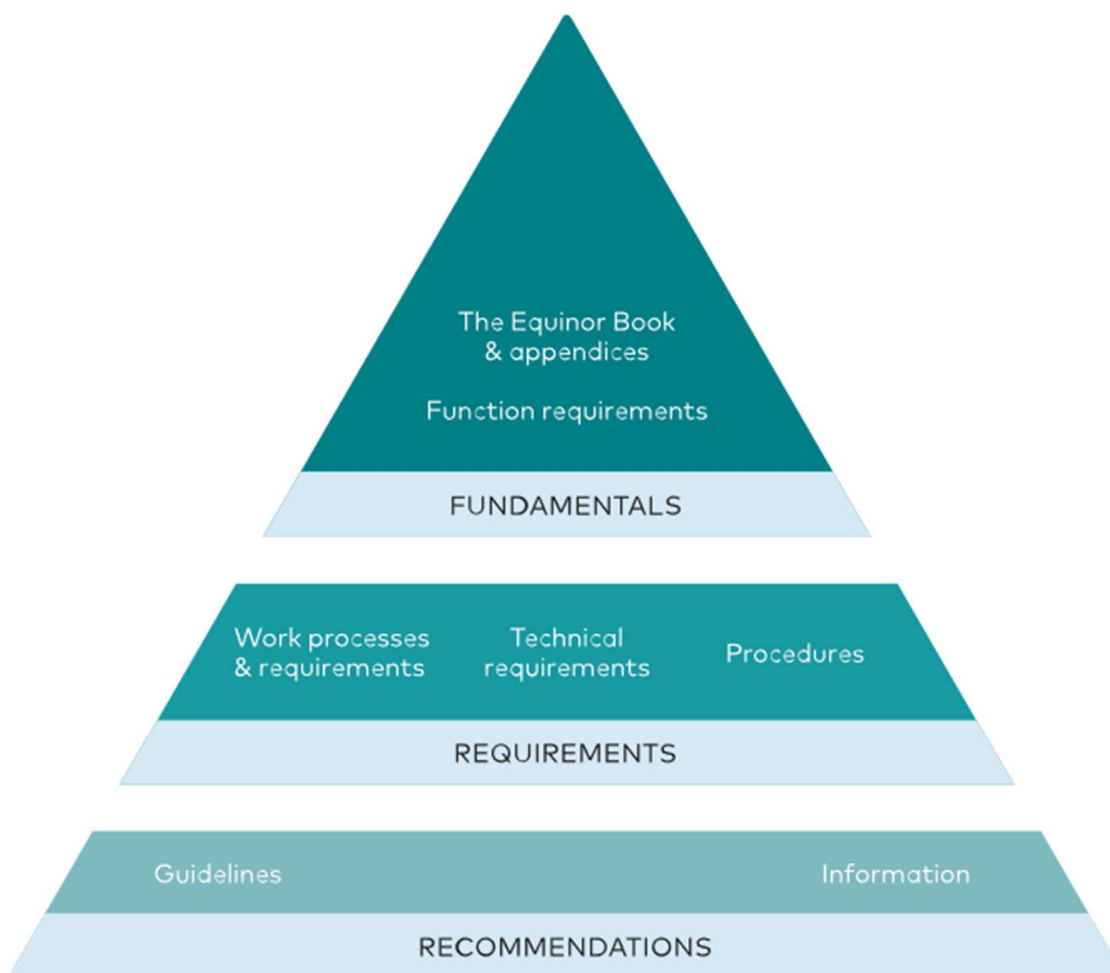 The Equinor Book
& appendices
Function requirements
FUNDAMENTALS
Work processes
& requirements
Technical
requirements
Procedures
REQUIREMENTS
Guidelines
Information
RECOMMENDATIONS